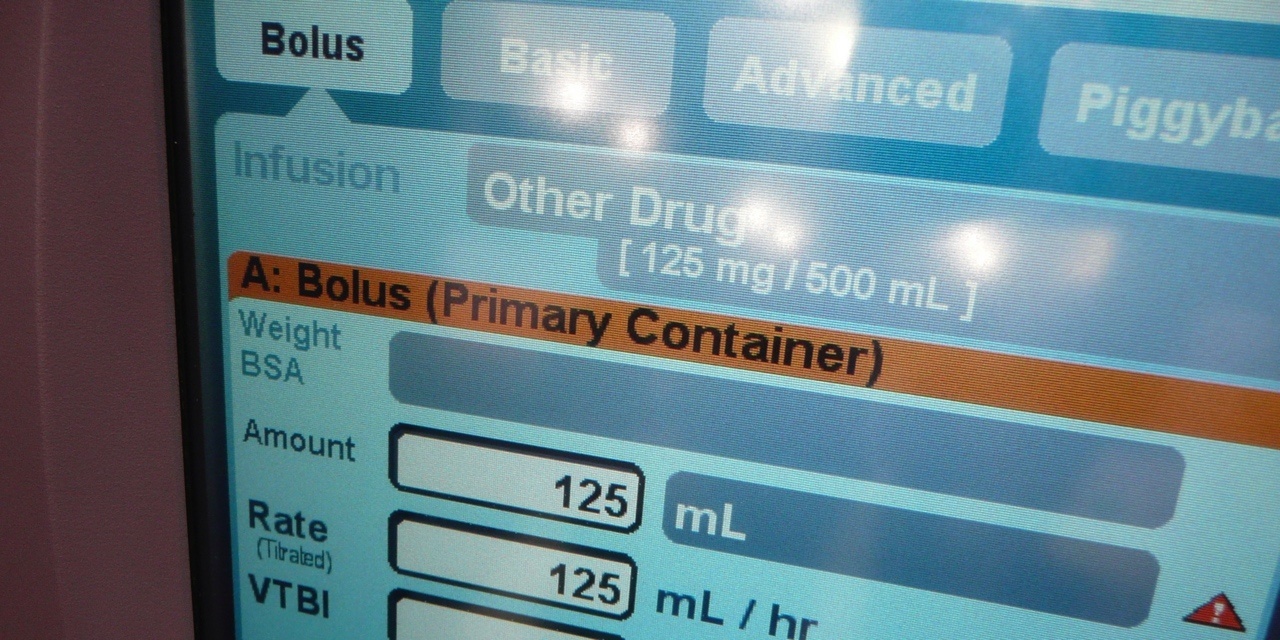 Bolus Basic Advanced Piggyba
Infusion Other Drug
[ 125 mg / 500 mL ]
A: Bolus (Primary Container)
Weight
BSA
Amount 125 mL
Rate 125 mL / hr
(Titrated)
VTBI